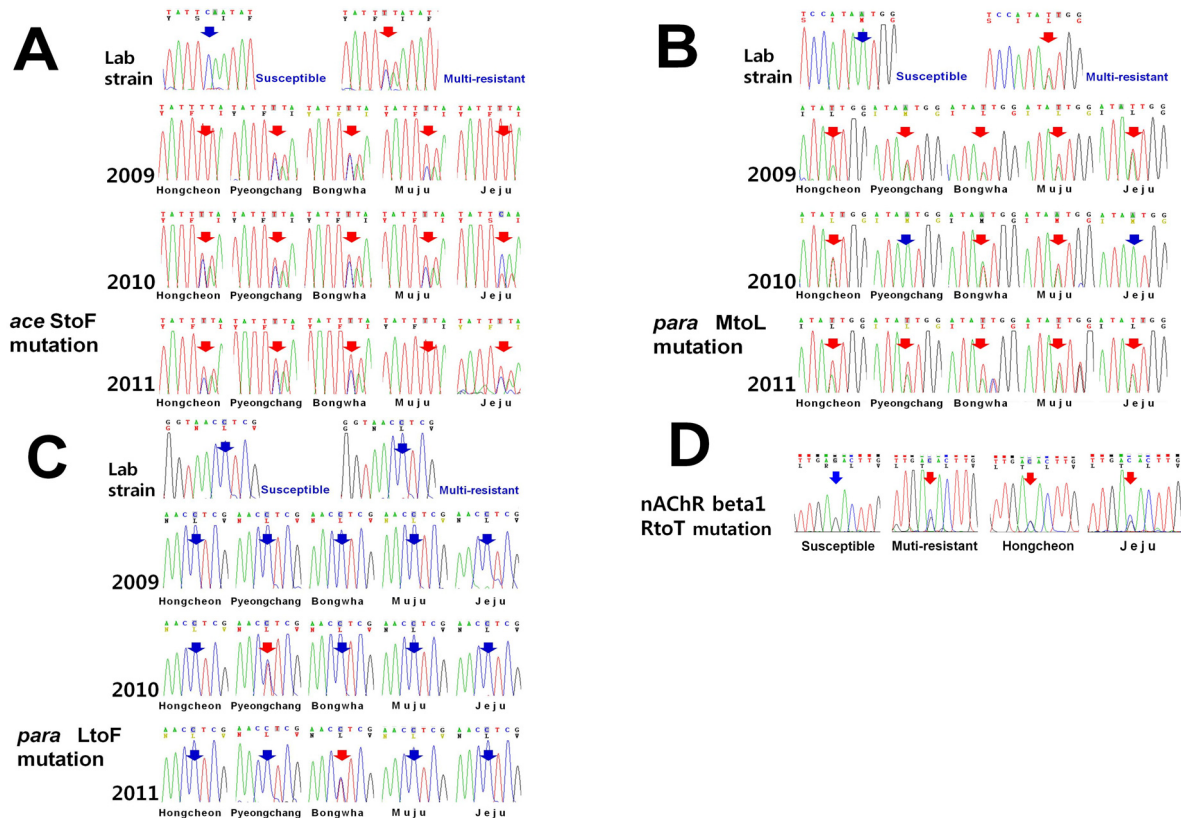 A
Lab strain
T A T T C A A T A T
Y S I F
Susceptible
T A T T T T A T A T
Y F I F
Multi-resistant
2009
T A T T T T A
Y F I
T A T T T T A
Y F I
T A T T T T A
Y F I
T A T T T T A
Y F I
T A T T T T A
Y F I
Hongcheon Pyeongchang Bongwha Muju Jeju
2010
T A T T T T A
Y F I
T A T T T T A
Y F I
T A T T T T A
Y F I
T A T T T T A
Y F I
T A T T C A A
Y S I
Hongcheon Pyeongchang Bongwha Muju Jeju
ace StoF mutation
2011
T A T T T T A
Y F I
T A T T T T A
Y F I
T A T T T T A
Y F I
T A T T T T A
Y F I
T A T T T T A
Y F I
Hongcheon Pyeongchang Bongwha Muju Jeju
B
Lab strain
T C C A T A A T G G
S I M
Susceptible
T C C A T A T T G G
S I L
Multi-resistant
2009
A T A T T G G A T A A T G G A T A T T G G A T A T T G G A T A T T G G
Hongcheon Pyeongchang Bongwha Muju Jeju
2010
A T A T T G G A T A A T G G A T A A T G G A T A A T G G A T A A T G G
Hongcheon Pyeongchang Bongwha Muju Jeju
para MtoL mutation
2011
A T A T T G G A T A T T G G A T A T T G G A T A T T G G A T A T T G G
Hongcheon Pyeongchang Bongwha Muju Jeju
C
Lab strain
G G T A A C C T C G
G N L V
Susceptible
G G T A A C C T C G
G N L V
Multi-resistant
2009
A A C C T C G A A C C T C G A A C C T C G A A C C T C G A A C C T C G
N L V N L V N L V N L V N L V
Hongcheon Pyeongchang Bongwha Muju Jeju
2010
A A C C T C G A A C C T C G A A C C T C G A A C C T C G A A C C T C G
N L V N L V N L V N L V N L V
Hongcheon Pyeongchang Bongwha Muju Jeju
para LtoF mutation
2011
A A C C T C G A A C C T C G A A C C T C G A A C C T C G A A C C T C G
N L V N L V N L V N L V N L V
Hongcheon Pyeongchang Bongwha Muju Jeju
D
nAChR beta1
RtoT mutation
Susceptible Muti-resistant Hongcheon Jeju